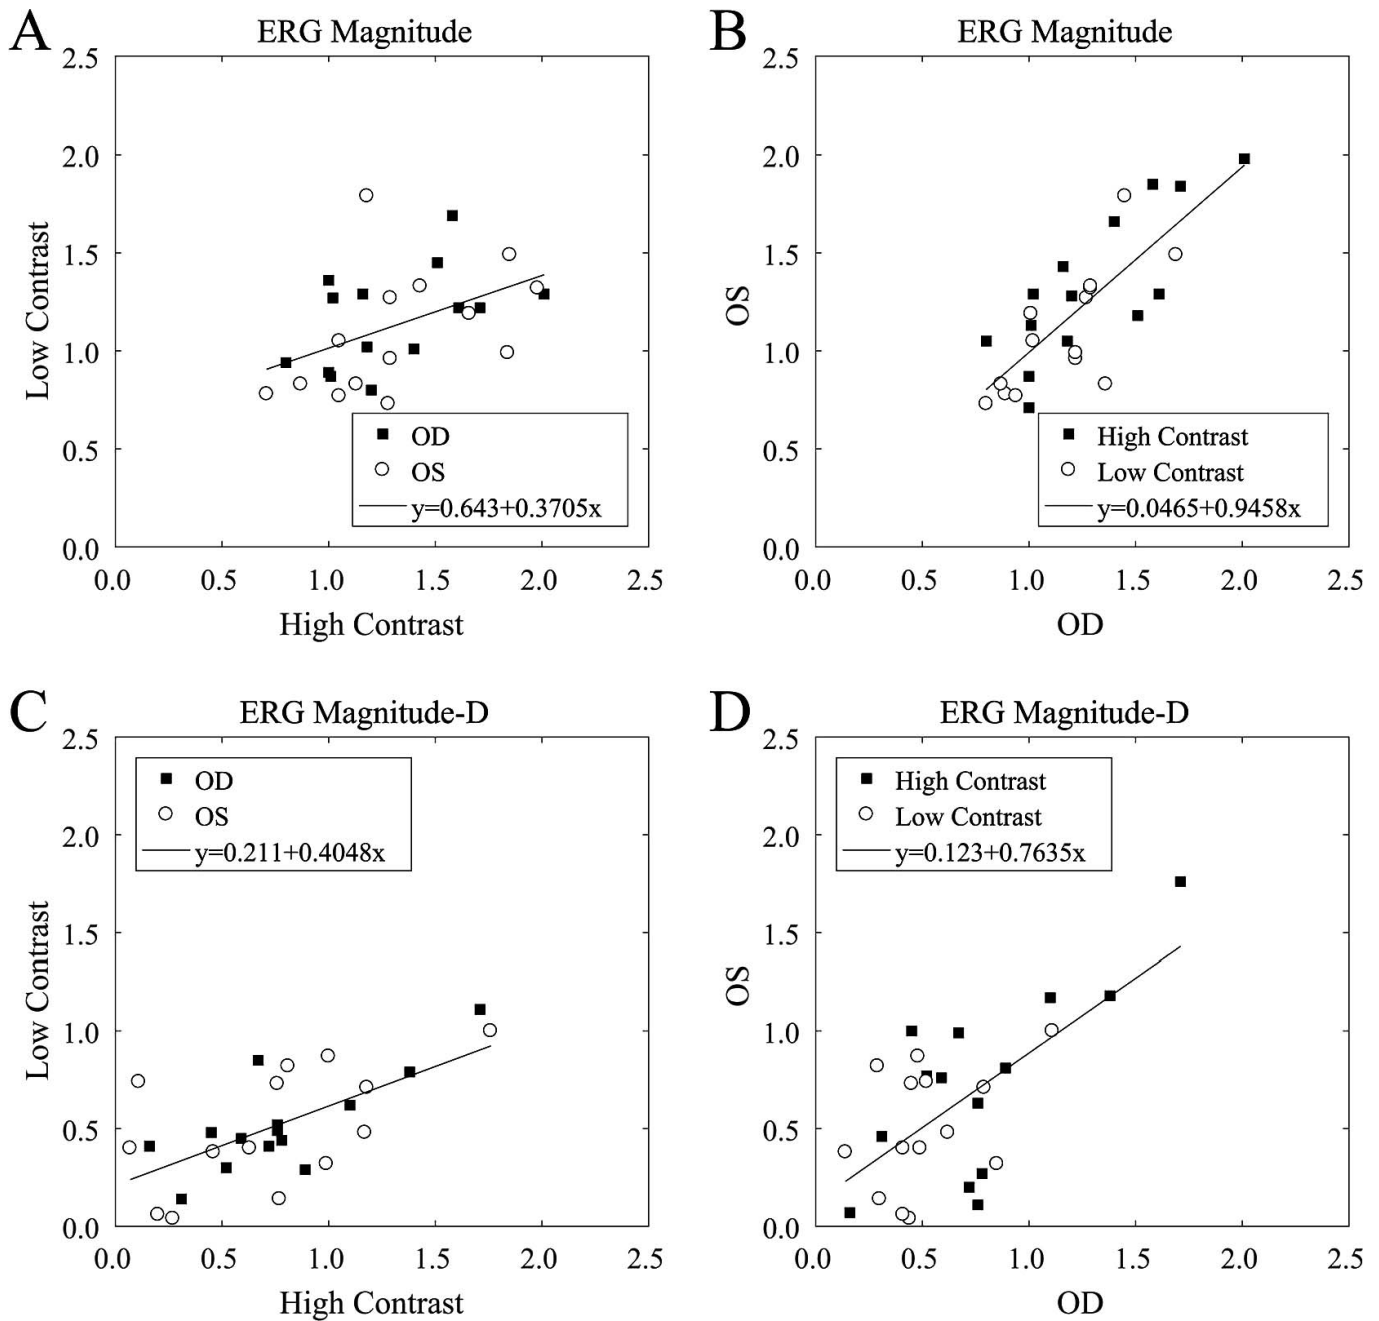 A
ERG Magnitude
2.5
2.0
1.5
1.0
0.5
0.0
Low Contrast
OD
OS
y=0.643+0.3705x
0.0 0.5 1.0 1.5 2.0 2.5
High Contrast
B
ERG Magnitude
2.5
2.0
1.5
1.0
0.5
0.0
OS
High Contrast
Low Contrast
y=0.0465+0.9458x
0.0 0.5 1.0 1.5 2.0 2.5
OD
C
ERG Magnitude-D
2.5
2.0
1.5
1.0
0.5
0.0
Low Contrast
OD
OS
y=0.211+0.4048x
0.0 0.5 1.0 1.5 2.0 2.5
High Contrast
D
ERG Magnitude-D
2.5
2.0
1.5
1.0
0.5
0.0
OS
High Contrast
Low Contrast
y=0.123+0.7635x
0.0 0.5 1.0 1.5 2.0 2.5
OD